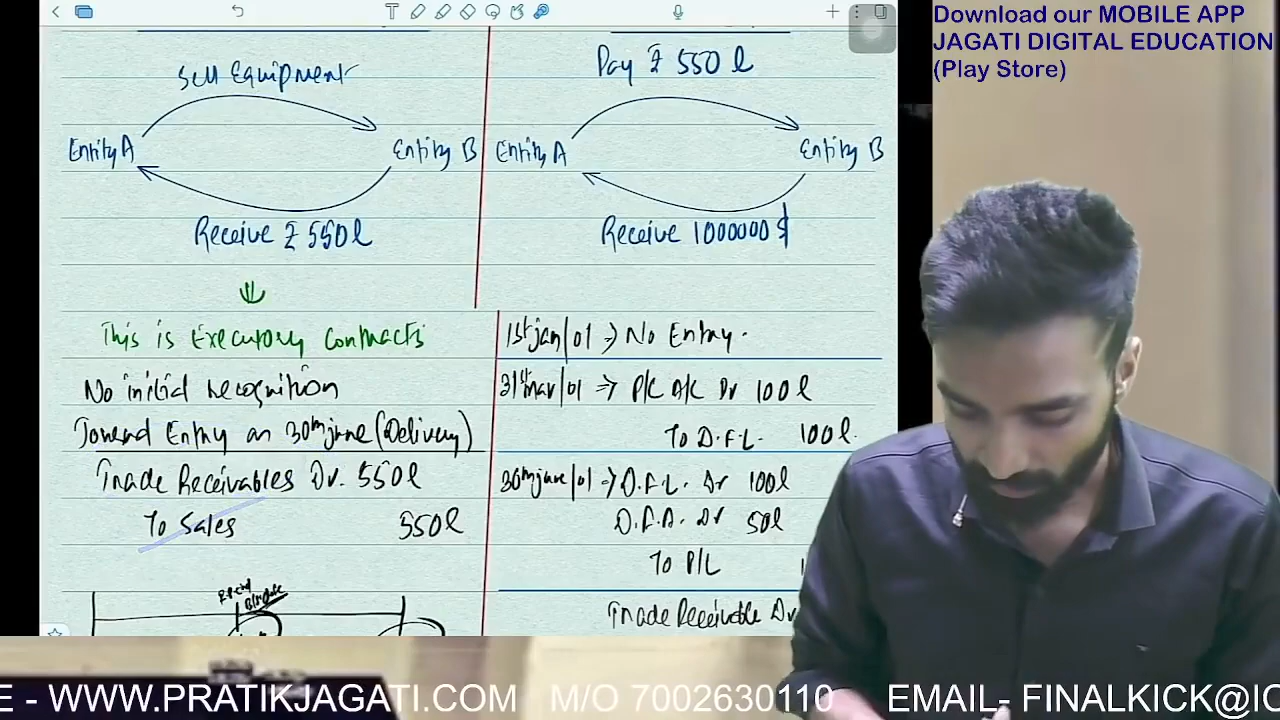 Download our MOBILE APP
JAGATI DIGITAL EDUCATION
(Play Store)
Sell Equipment
Entity A
Entity B
Receive ₹ 550 l
This is Executory Contracts
No initial recognition
Entry on 30th june (Delivery)
Trade Receivables Dr. 550 l
To Sales 550 l
Pay ₹ 550 l
Entity A
Entity B
Receive 1000000 $
1st jan/01 ⇒ No Entry.
31st mar/01 ⇒ P/L A/C Dr 100 l
To D.F.L. 100 l.
30th june/01 ⇒ D.F.L. Dr 100 l
D.F.A. Dr 50 l
To P/L 1
Trade Receivable Dr
E - WWW.PRATIKJAGATI.COM M/O 7002630110 EMAIL- FINALKICK@IC